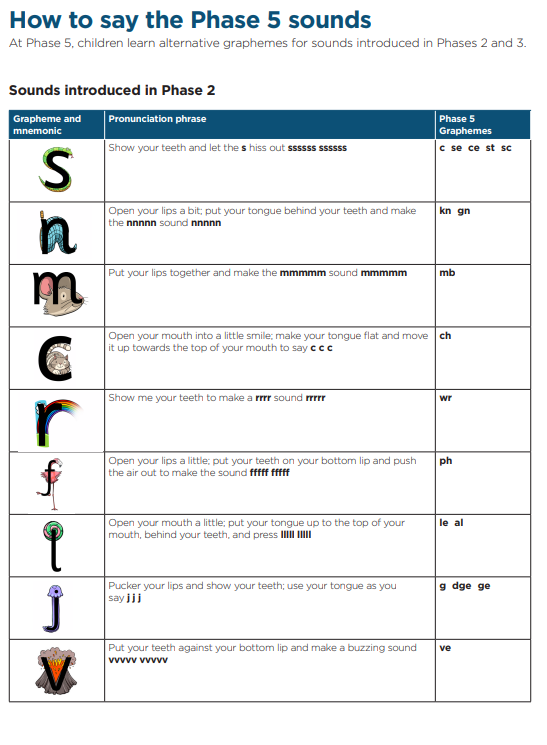 How to say the Phase 5 sounds
At Phase 5, children learn alternative graphemes for sounds introduced in Phases 2 and 3.
Sounds introduced in Phase 2
Grapheme and mnemonic
Pronunciation phrase
Phase 5 Graphemes
s
Show your teeth and let the s hiss out ssssss ssssss
c se ce st sc
n
Open your lips a bit; put your tongue behind your teeth and make
the nnnnn sound nnnnn
kn gn
m
Put your lips together and make the mmmmm sound mmmmm
mb
c
Open your mouth into a little smile; make your tongue flat and move
it up towards the top of your mouth to say c c c
ch
r
Show me your teeth to make a rrrr sound rrrrr
wr
f
Open your lips a little; put your teeth on your bottom lip and push
the air out to make the sound fffff fffff
ph
l
Open your mouth a little; put your tongue up to the top of your
mouth, behind your teeth, and press lllll lllll
le al
j
Pucker your lips and show your teeth; use your tongue as you
say j j j
g dge ge
v
Put your teeth against your bottom lip and make a buzzing sound
vvvvv vvvvv
ve